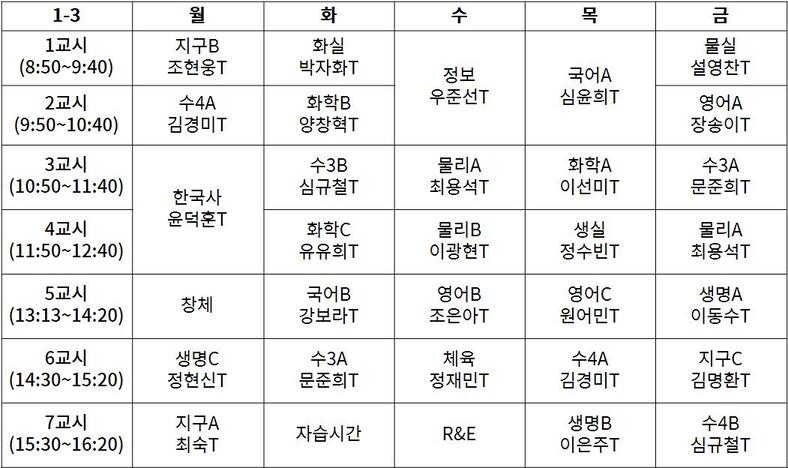 1-3 월 화 수 목 금
1교시
(8:50~9:40)
지구B
조현웅T
화실
박자화T
정보
우준선T
국어A
심윤희T
물실
설영찬T
2교시
(9:50~10:40)
수4A
김경미T
화학B
양창혁T
영어A
장송이T
3교시
(10:50~11:40)
한국사
윤덕훈T
수3B
심규철T
물리A
최용석T
화학A
이선미T
수3A
문준희T
4교시
(11:50~12:40)
화학C
유유희T
물리B
이광현T
생실
정수빈T
물리A
최용석T
5교시
(13:13~14:20)
창체
국어B
강보라T
영어B
조은아T
영어C
원어민T
생명A
이동수T
6교시
(14:30~15:20)
생명C
정현신T
수3A
문준희T
체육
정재민T
수4A
김경미T
지구C
김명환T
7교시
(15:30~16:20)
지구A
최숙T
자습시간
R&E
생명B
이은주T
수4B
심규철T